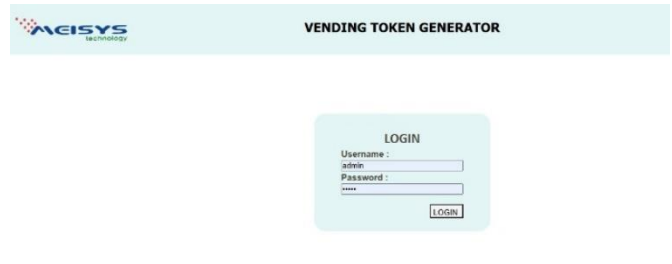 MEISYS
technology
VENDING TOKEN GENERATOR
LOGIN
Username :
admin
Password :
•••••
LOGIN